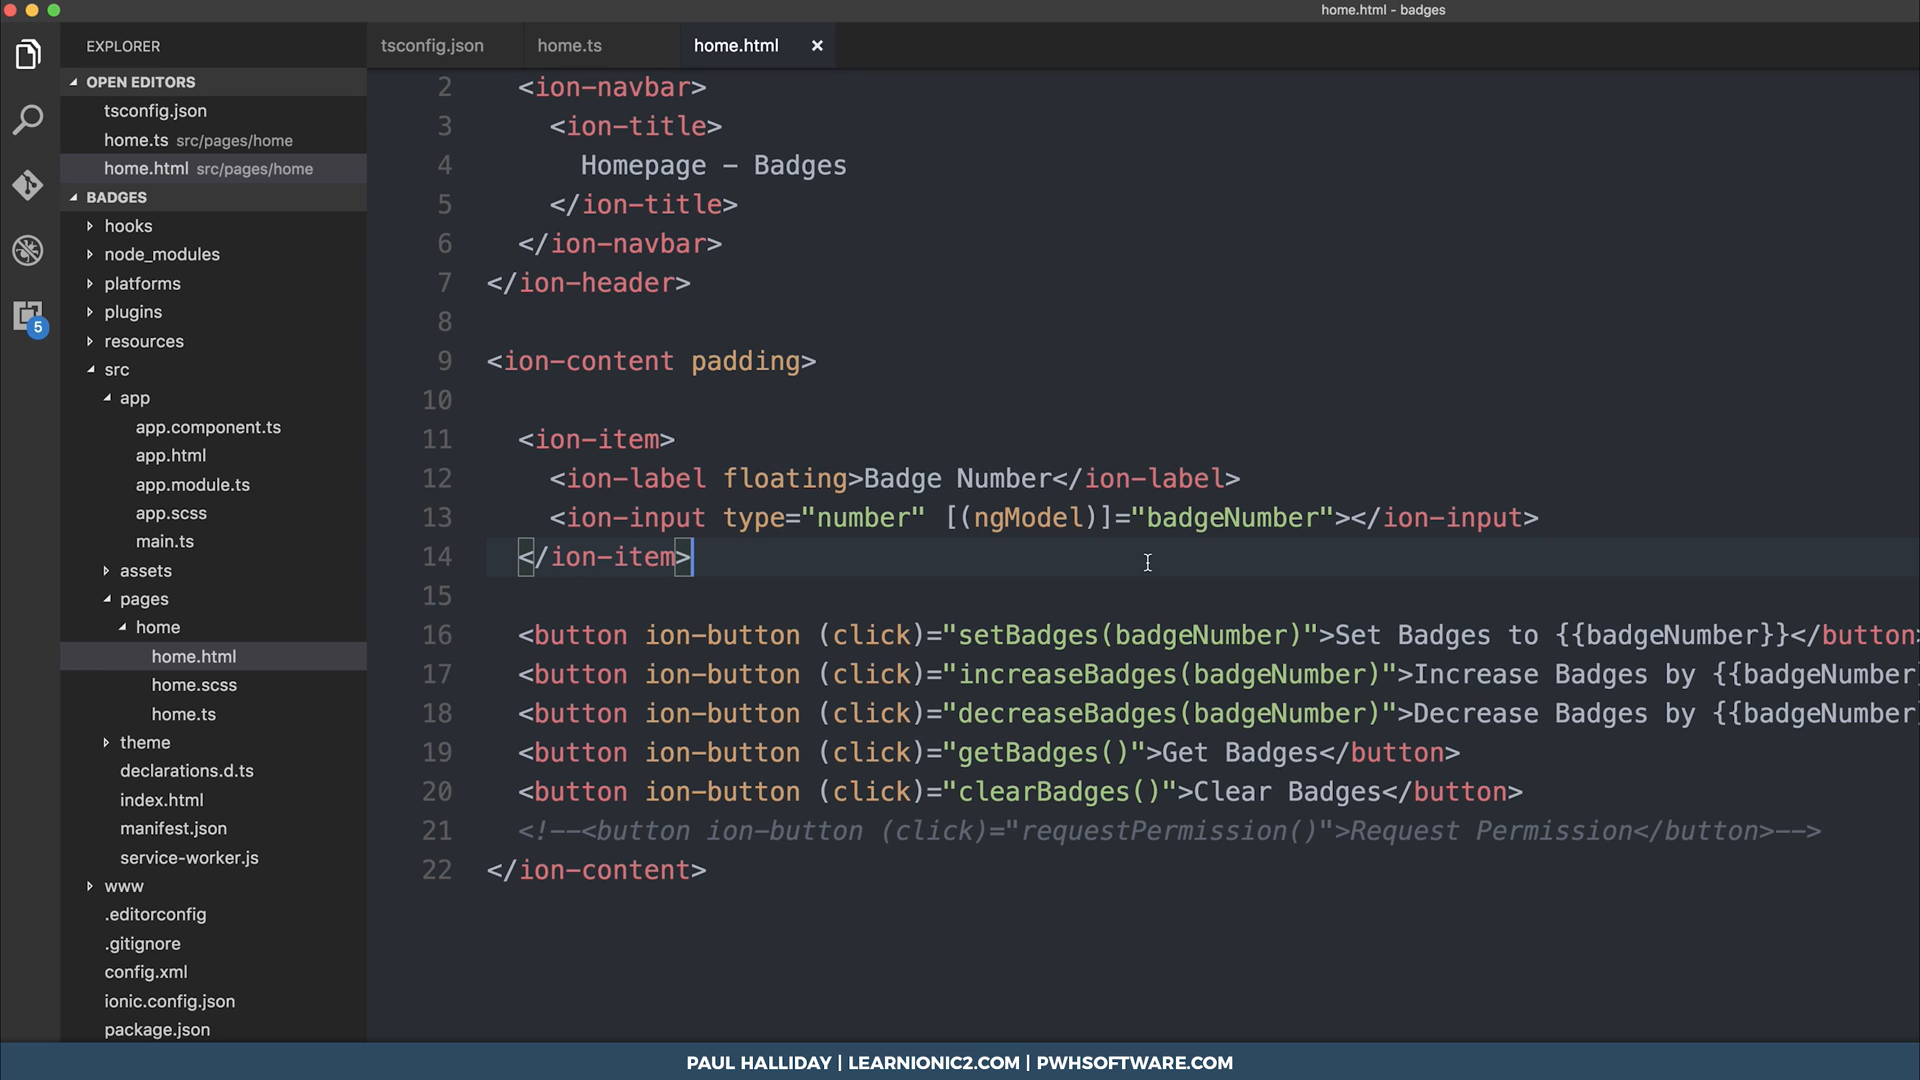 home.html - badges
EXPLORER
OPEN EDITORS
tsconfig.json
home.ts src/pages/home
home.html src/pages/home
BADGES
hooks
node_modules
platforms
plugins
resources
src
app
app.component.ts
app.html
app.module.ts
app.scss
main.ts
assets
pages
home
home.html
home.scss
home.ts
theme
declarations.d.ts
index.html
manifest.json
service-worker.js
www
.editorconfig
.gitignore
config.xml
ionic.config.json
package.json
5
tsconfig.json home.ts home.html ×
2 <ion-navbar>
3 <ion-title>
4 Homepage – Badges
5 </ion-title>
6 </ion-navbar>
7 </ion-header>
8
9 <ion-content padding>
10
11 <ion-item>
12 <ion-label floating>Badge Number</ion-label>
13 <ion-input type="number" [(ngModel)]="badgeNumber"></ion-input>
14 </ion-item>
15
16 <button ion-button (click)="setBadges(badgeNumber)">Set Badges to {{badgeNumber}}</button>
17 <button ion-button (click)="increaseBadges(badgeNumber)">Increase Badges by {{badgeNumber
18 <button ion-button (click)="decreaseBadges(badgeNumber)">Decrease Badges by {{badgeNumber
19 <button ion-button (click)="getBadges()">Get Badges</button>
20 <button ion-button (click)="clearBadges()">Clear Badges</button>
21 <!--<button ion-button (click)="requestPermission()">Request Permission</button>-->
22 </ion-content>
PAUL HALLIDAY | LEARNIONIC2.COM | PWHSOFTWARE.COM